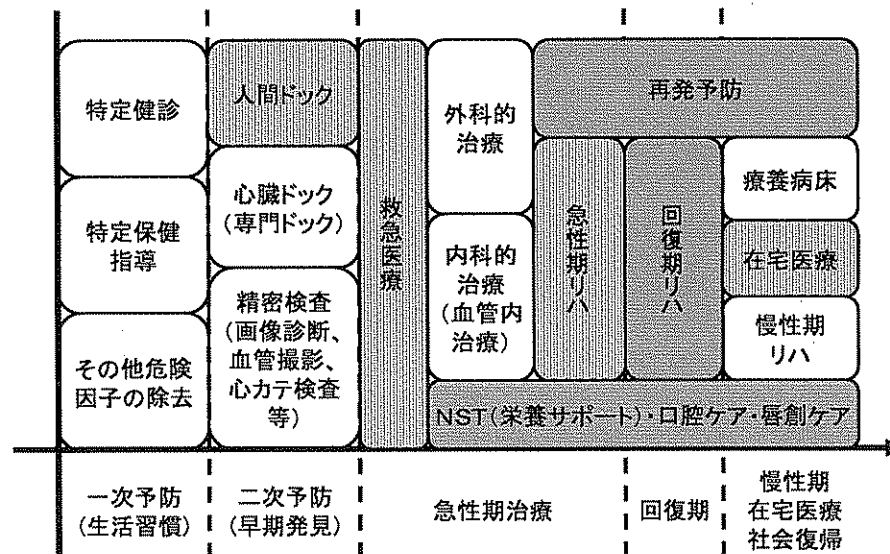 特定健診
特定保健
指導
その他危険
因子の除去
人間ドック
心臓ドック
(専門ドック)
精密検査
(画像診断、
血管撮影、
心カテ検査
等)
救急医療
外科的
治療
内科的
治療
(血管内
治療)
再発予防
急性期リハ
回復期リハ
療養病床
在宅医療
慢性期
リハ
NST(栄養サポート)・口腔ケア・唇創ケア
一次予防
(生活習慣)
二次予防
(早期発見)
急性期治療
回復期
慢性期
在宅医療
社会復帰